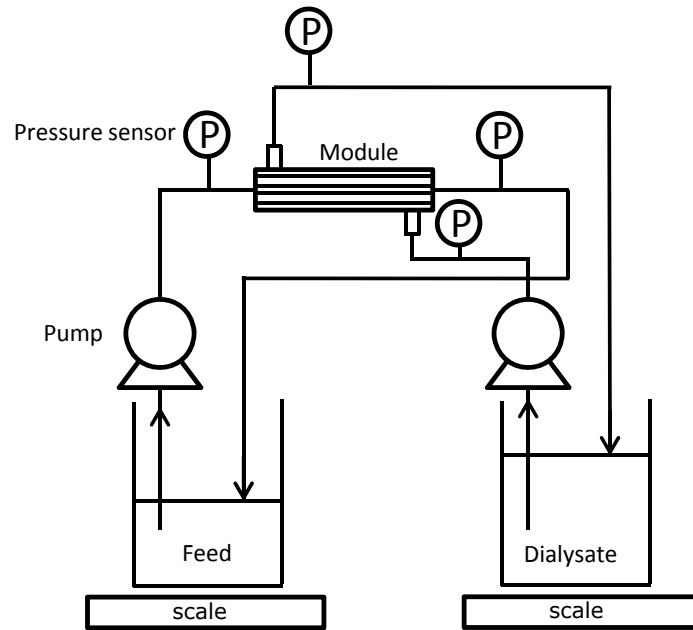 P
Pressure sensor
P
Module
P
P
Pump
Feed
Dialysate
scale
scale